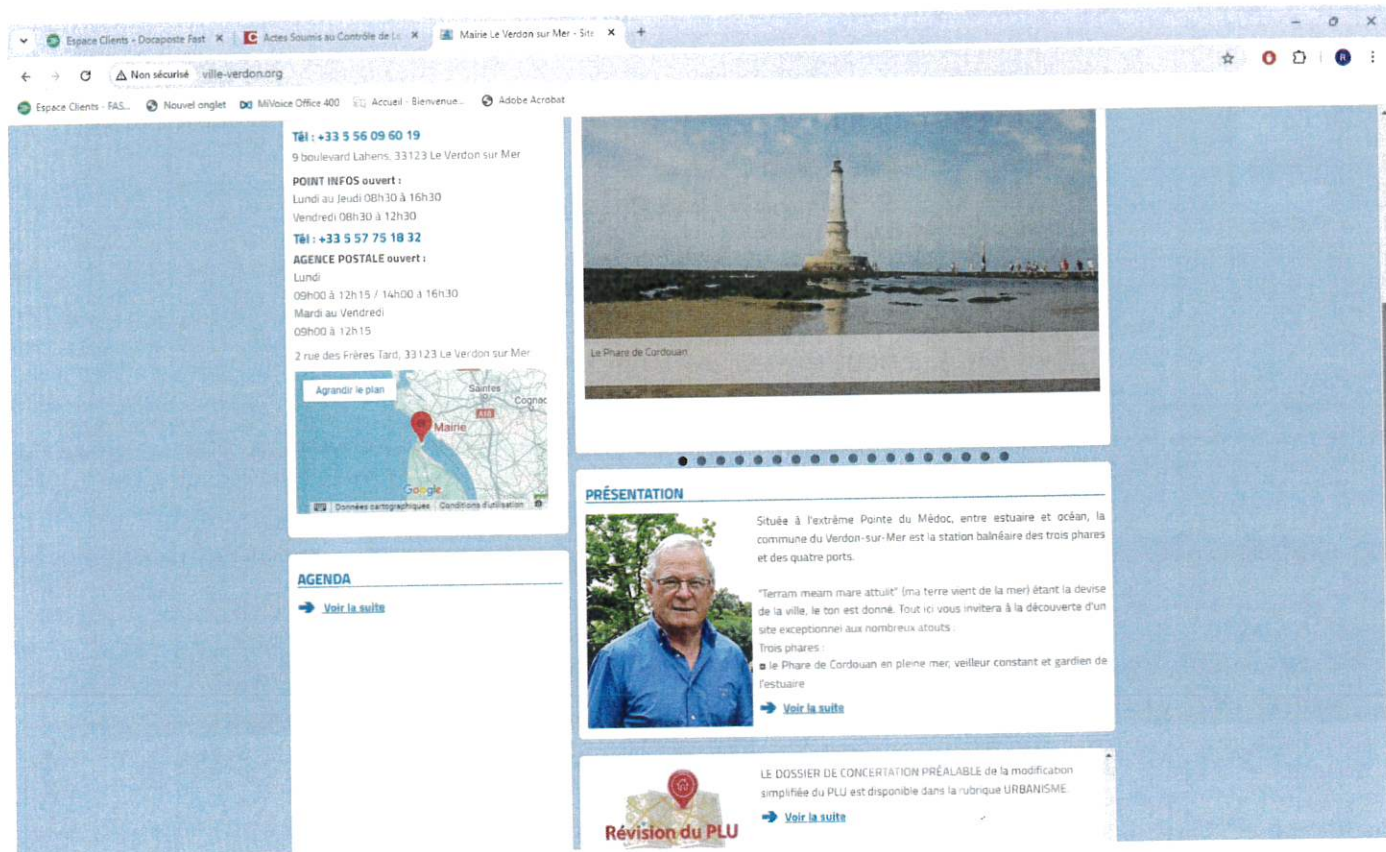 Espace Clients - Docaposte Fast
Actes Soumis au Contrôle de Lé
Mairie Le Verdon sur Mer - Site
Non sécurisé ville-verdon.org
Espace Clients - FAS...
Nouvel onglet
MiVoice Office 400
Accueil - Bienvenue...
Adobe Acrobat
R
Tél : +33 5 56 09 60 19
9 boulevard Lahens, 33123 Le Verdon sur Mer
POINT INFOS ouvert :
Lundi au Jeudi 08h30 à 16h30
Vendredi 08h30 à 12h30
Tél : +33 5 57 75 18 32
AGENCE POSTALE ouvert :
Lundi
09h00 à 12h15 / 14h00 à 16h30
Mardi au Vendredi
09h00 à 12h15
2 rue des Frères Tard, 33123 Le Verdon sur Mer
Agrandir le plan
Saintes
Cognac
A10
Mairie
Google
Données cartographiques
Conditions d'utilisation
AGENDA
Voir la suite
Le Phare de Cordouan
PRÉSENTATION
Située à l'extrême Pointe du Médoc, entre estuaire et océan, la
commune du Verdon-sur-Mer est la station balnéaire des trois phares
et des quatre ports.
"Terram meam mare attulit" (ma terre vient de la mer) étant la devise
de la ville, le ton est donné. Tout ici vous invitera à la découverte d'un
site exceptionnel aux nombreux atouts :
Trois phares :
le Phare de Cordouan en pleine mer, veilleur constant et gardien de
l'estuaire
Voir la suite
Révision du PLU
LE DOSSIER DE CONCERTATION PRÉALABLE de la modification
simplifiée du PLU est disponible dans la rubrique URBANISME
Voir la suite